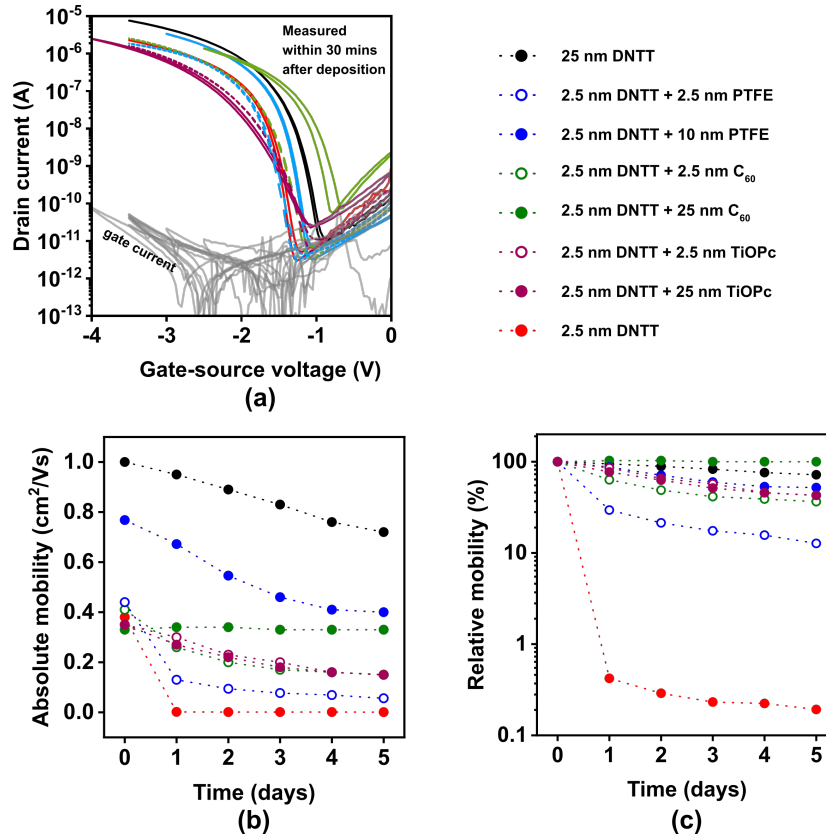 10⁻⁵
10⁻⁶
10⁻⁷
10⁻⁸
10⁻⁹
10⁻¹⁰
10⁻¹¹
10⁻¹²
10⁻¹³
Drain current (A)
Measured
within 30 mins
after deposition
gate current
-4 -3 -2 -1 0
Gate-source voltage (V)
(a)
25 nm DNTT
2.5 nm DNTT + 2.5 nm PTFE
2.5 nm DNTT + 10 nm PTFE
2.5 nm DNTT + 2.5 nm C₆₀
2.5 nm DNTT + 25 nm C₆₀
2.5 nm DNTT + 2.5 nm TiOPc
2.5 nm DNTT + 25 nm TiOPc
2.5 nm DNTT
1.0
0.8
0.6
0.4
0.2
0.0
Absolute mobility (cm²/Vs)
0 1 2 3 4 5
Time (days)
(b)
100
10
1
0.1
Relative mobility (%)
0 1 2 3 4 5
Time (days)
(c)